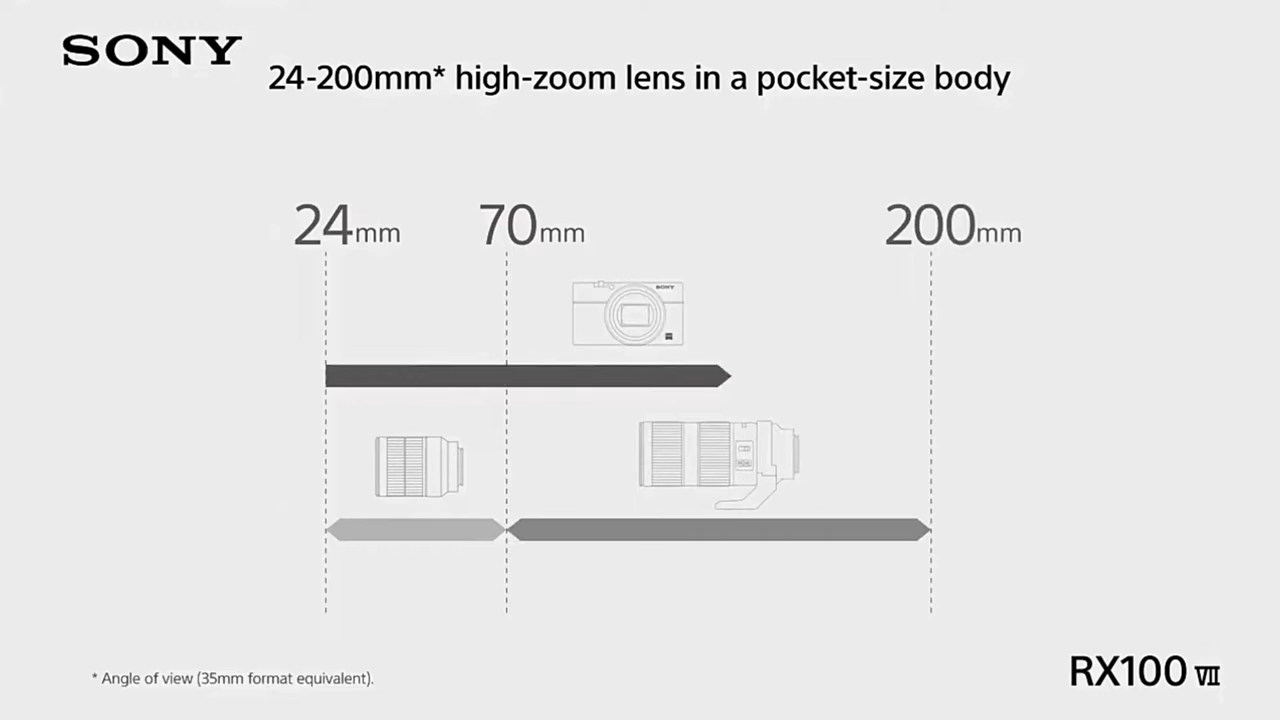 SONY
24-200mm* high-zoom lens in a pocket-size body
24mm 70mm 200mm
SONY
* Angle of view (35mm format equivalent).
RX100 VII